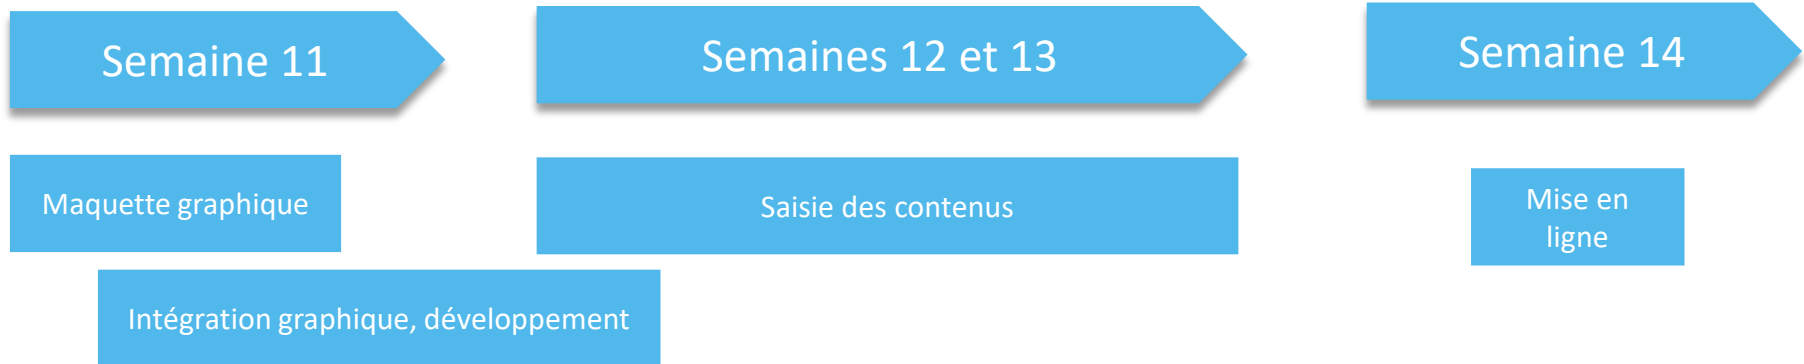 Semaine 11
Semaines 12 et 13
Semaine 14
Maquette graphique
Saisie des contenus
Mise en
ligne
Intégration graphique, développement